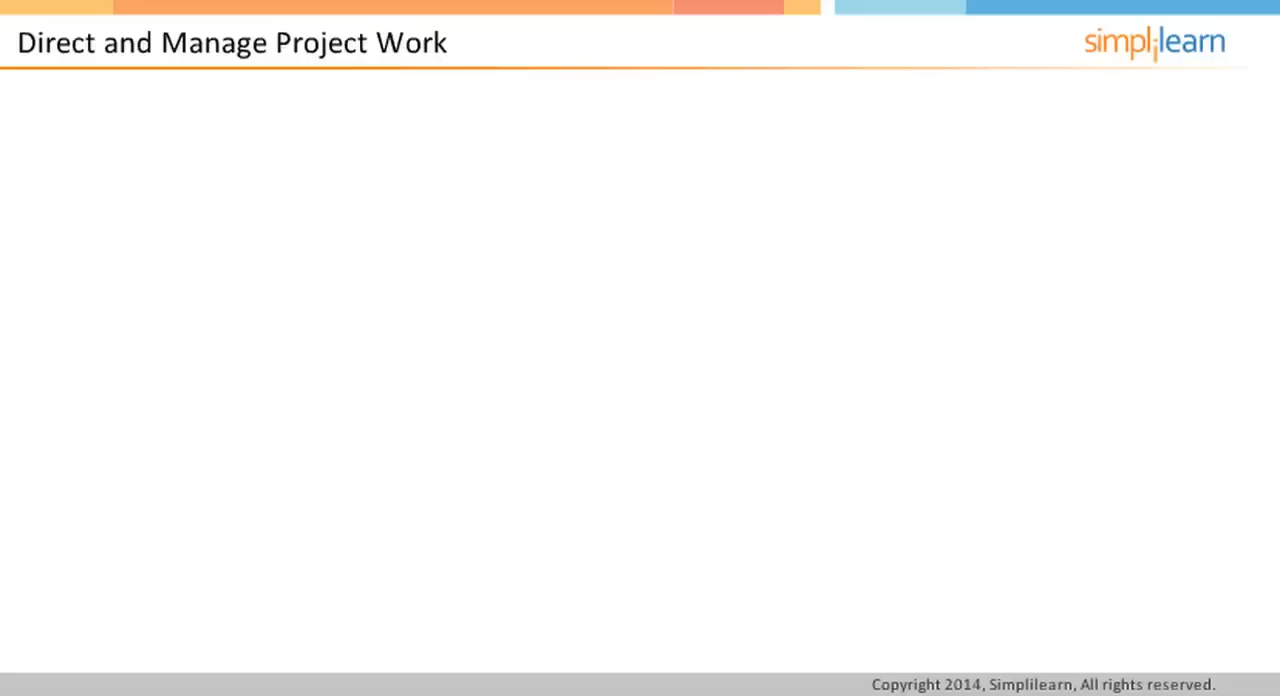 Direct and Manage Project Work
simplilearn
Copyright 2014, Simplilearn, All rights reserved.